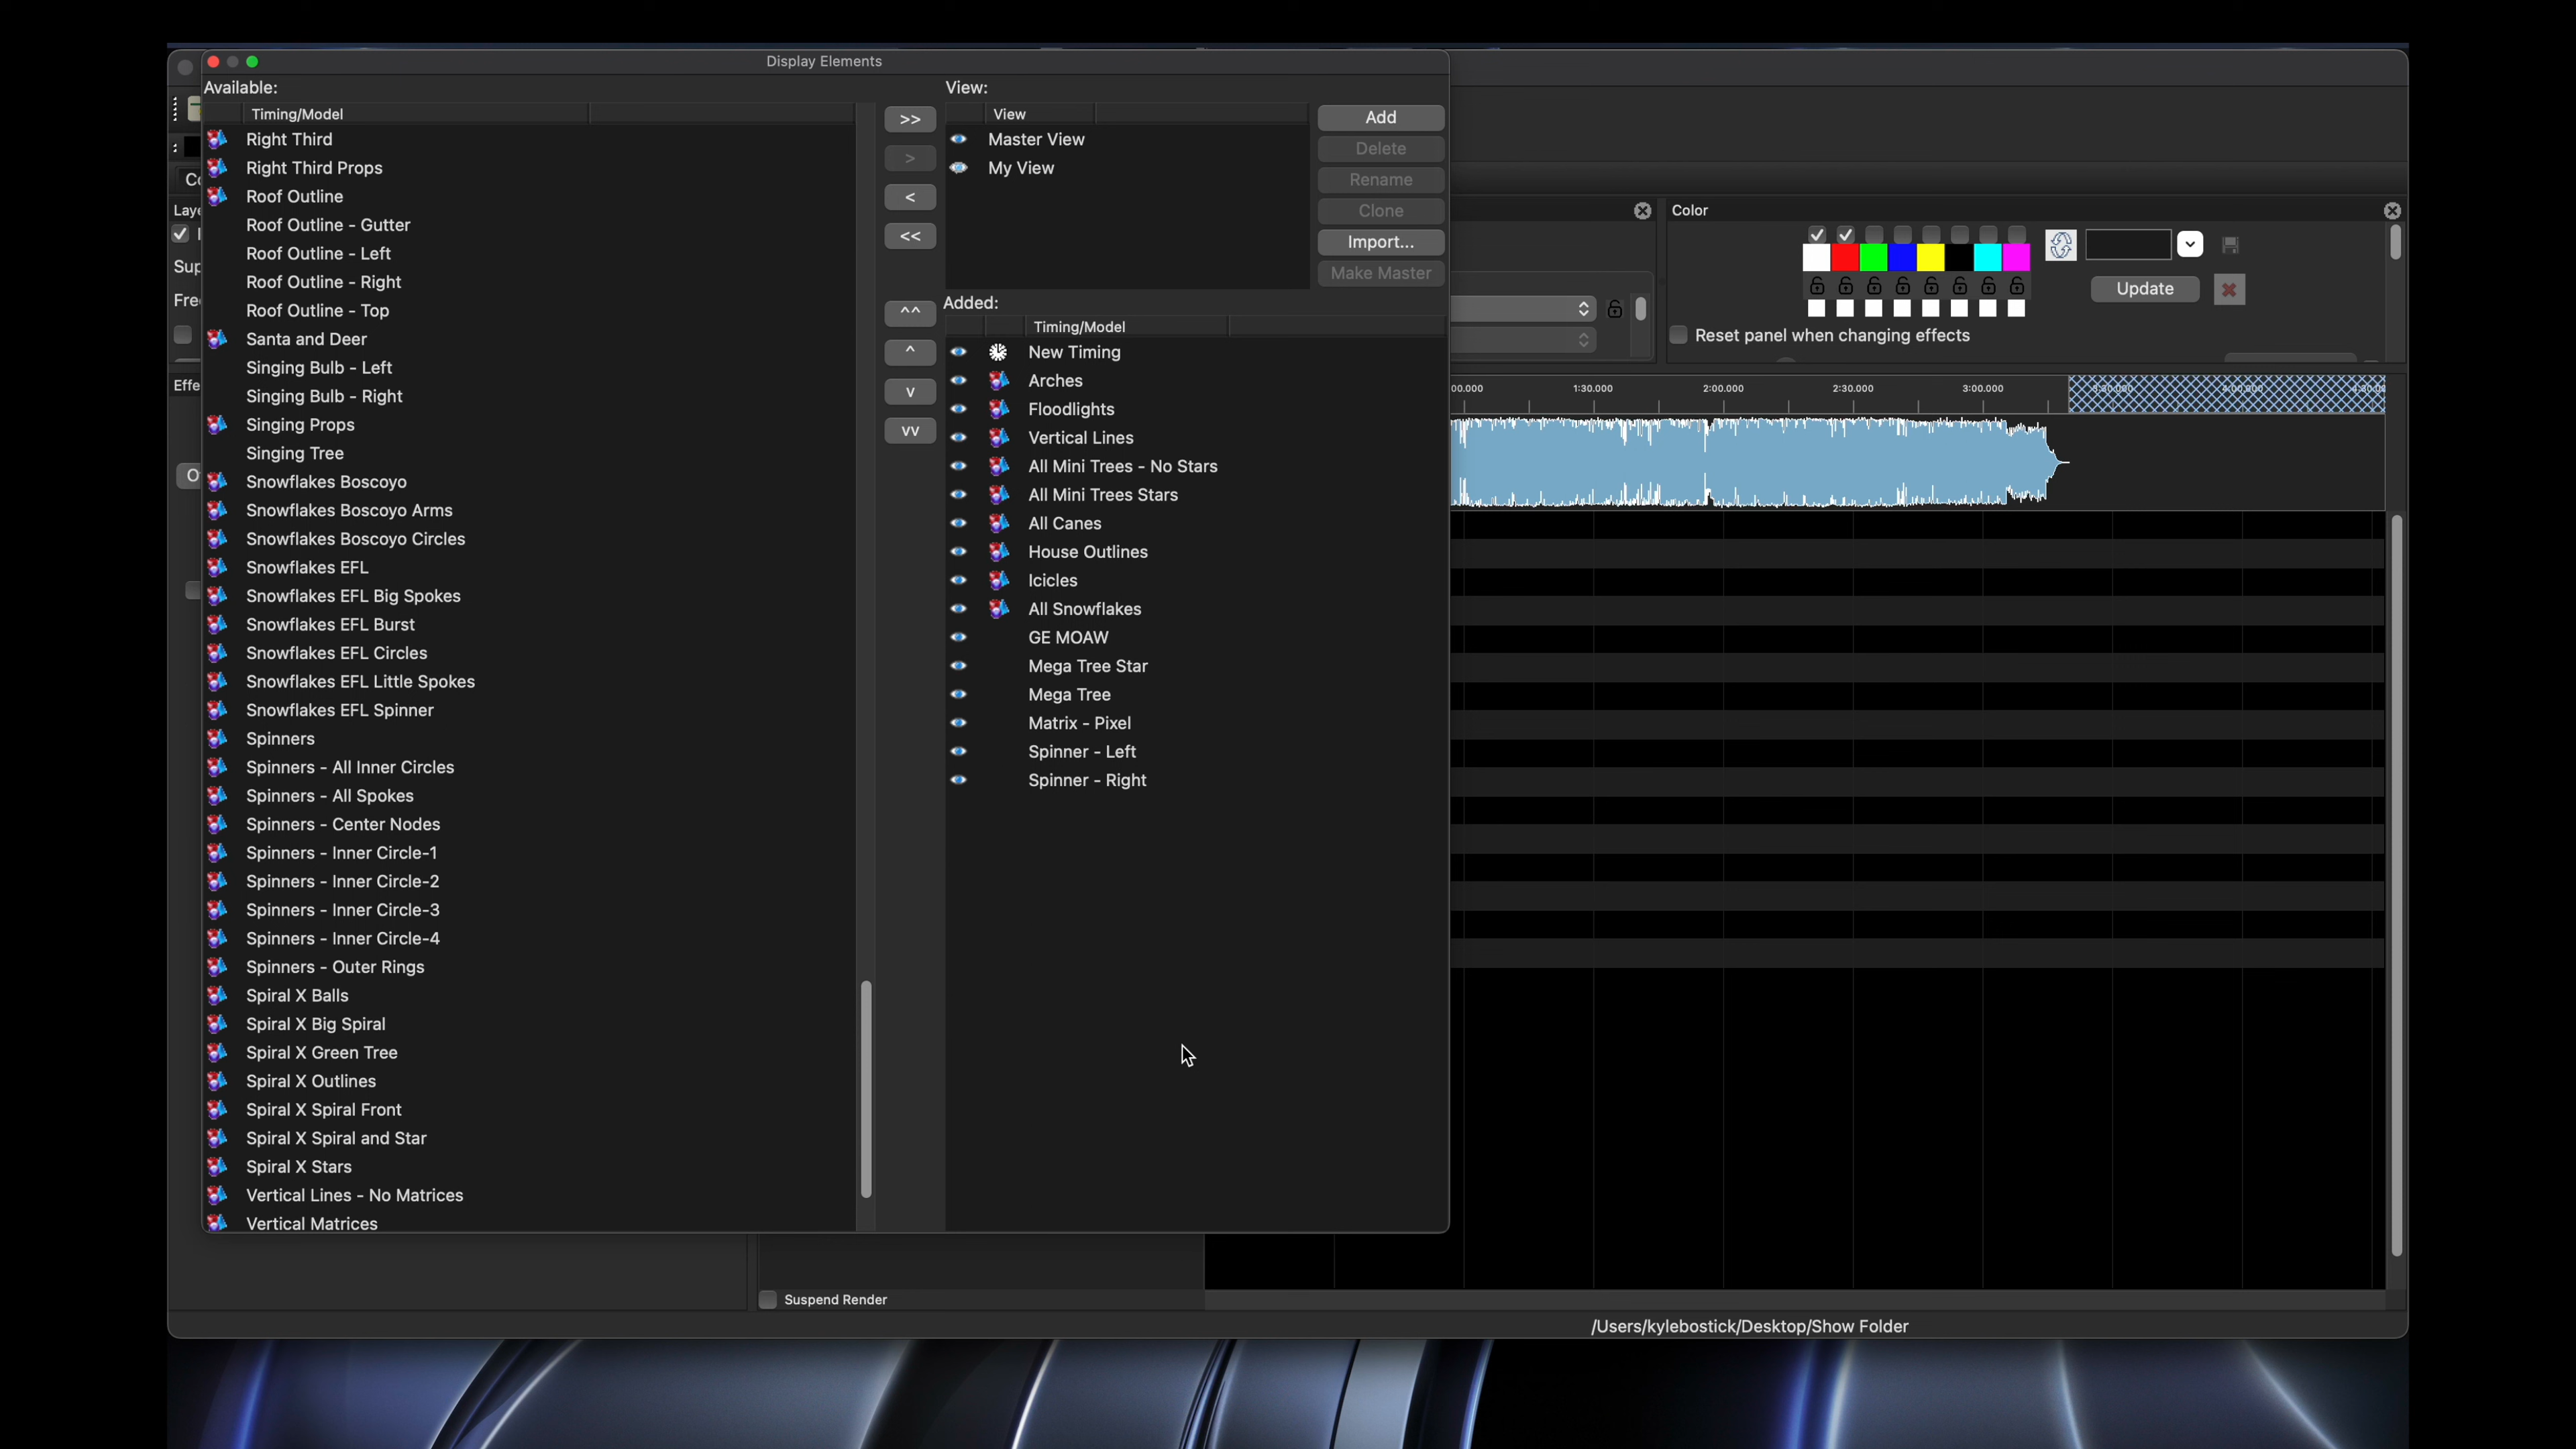 Display Elements
Available:
Timing/Model
Right Third
Right Third Props
Roof Outline
Roof Outline - Gutter
Roof Outline - Left
Roof Outline - Right
Roof Outline - Top
Santa and Deer
Singing Bulb - Left
Singing Bulb - Right
Singing Props
Singing Tree
Snowflakes Boscoyo
Snowflakes Boscoyo Arms
Snowflakes Boscoyo Circles
Snowflakes EFL
Snowflakes EFL Big Spokes
Snowflakes EFL Burst
Snowflakes EFL Circles
Snowflakes EFL Little Spokes
Snowflakes EFL Spinner
Spinners
Spinners - All Inner Circles
Spinners - All Spokes
Spinners - Center Nodes
Spinners - Inner Circle-1
Spinners - Inner Circle-2
Spinners - Inner Circle-3
Spinners - Inner Circle-4
Spinners - Outer Rings
Spiral X Balls
Spiral X Big Spiral
Spiral X Green Tree
Spiral X Outlines
Spiral X Spiral Front
Spiral X Spiral and Star
Spiral X Stars
Vertical Lines - No Matrices
Vertical Matrices
>>
>
<
<<
^^
^
v
vv
View:
View
Master View
My View
Add
Delete
Rename
Clone
Import...
Make Master
Added:
Timing/Model
New Timing
Arches
Floodlights
Vertical Lines
All Mini Trees - No Stars
All Mini Trees Stars
All Canes
House Outlines
Icicles
All Snowflakes
GE MOAW
Mega Tree Star
Mega Tree
Matrix - Pixel
Spinner - Left
Spinner - Right
Color
Update
Reset panel when changing effects
00.000 1:30.000 2:00.000 2:30.000 3:00.000 3:30.000 4:00.000
Suspend Render
/Users/kylebostick/Desktop/Show Folder